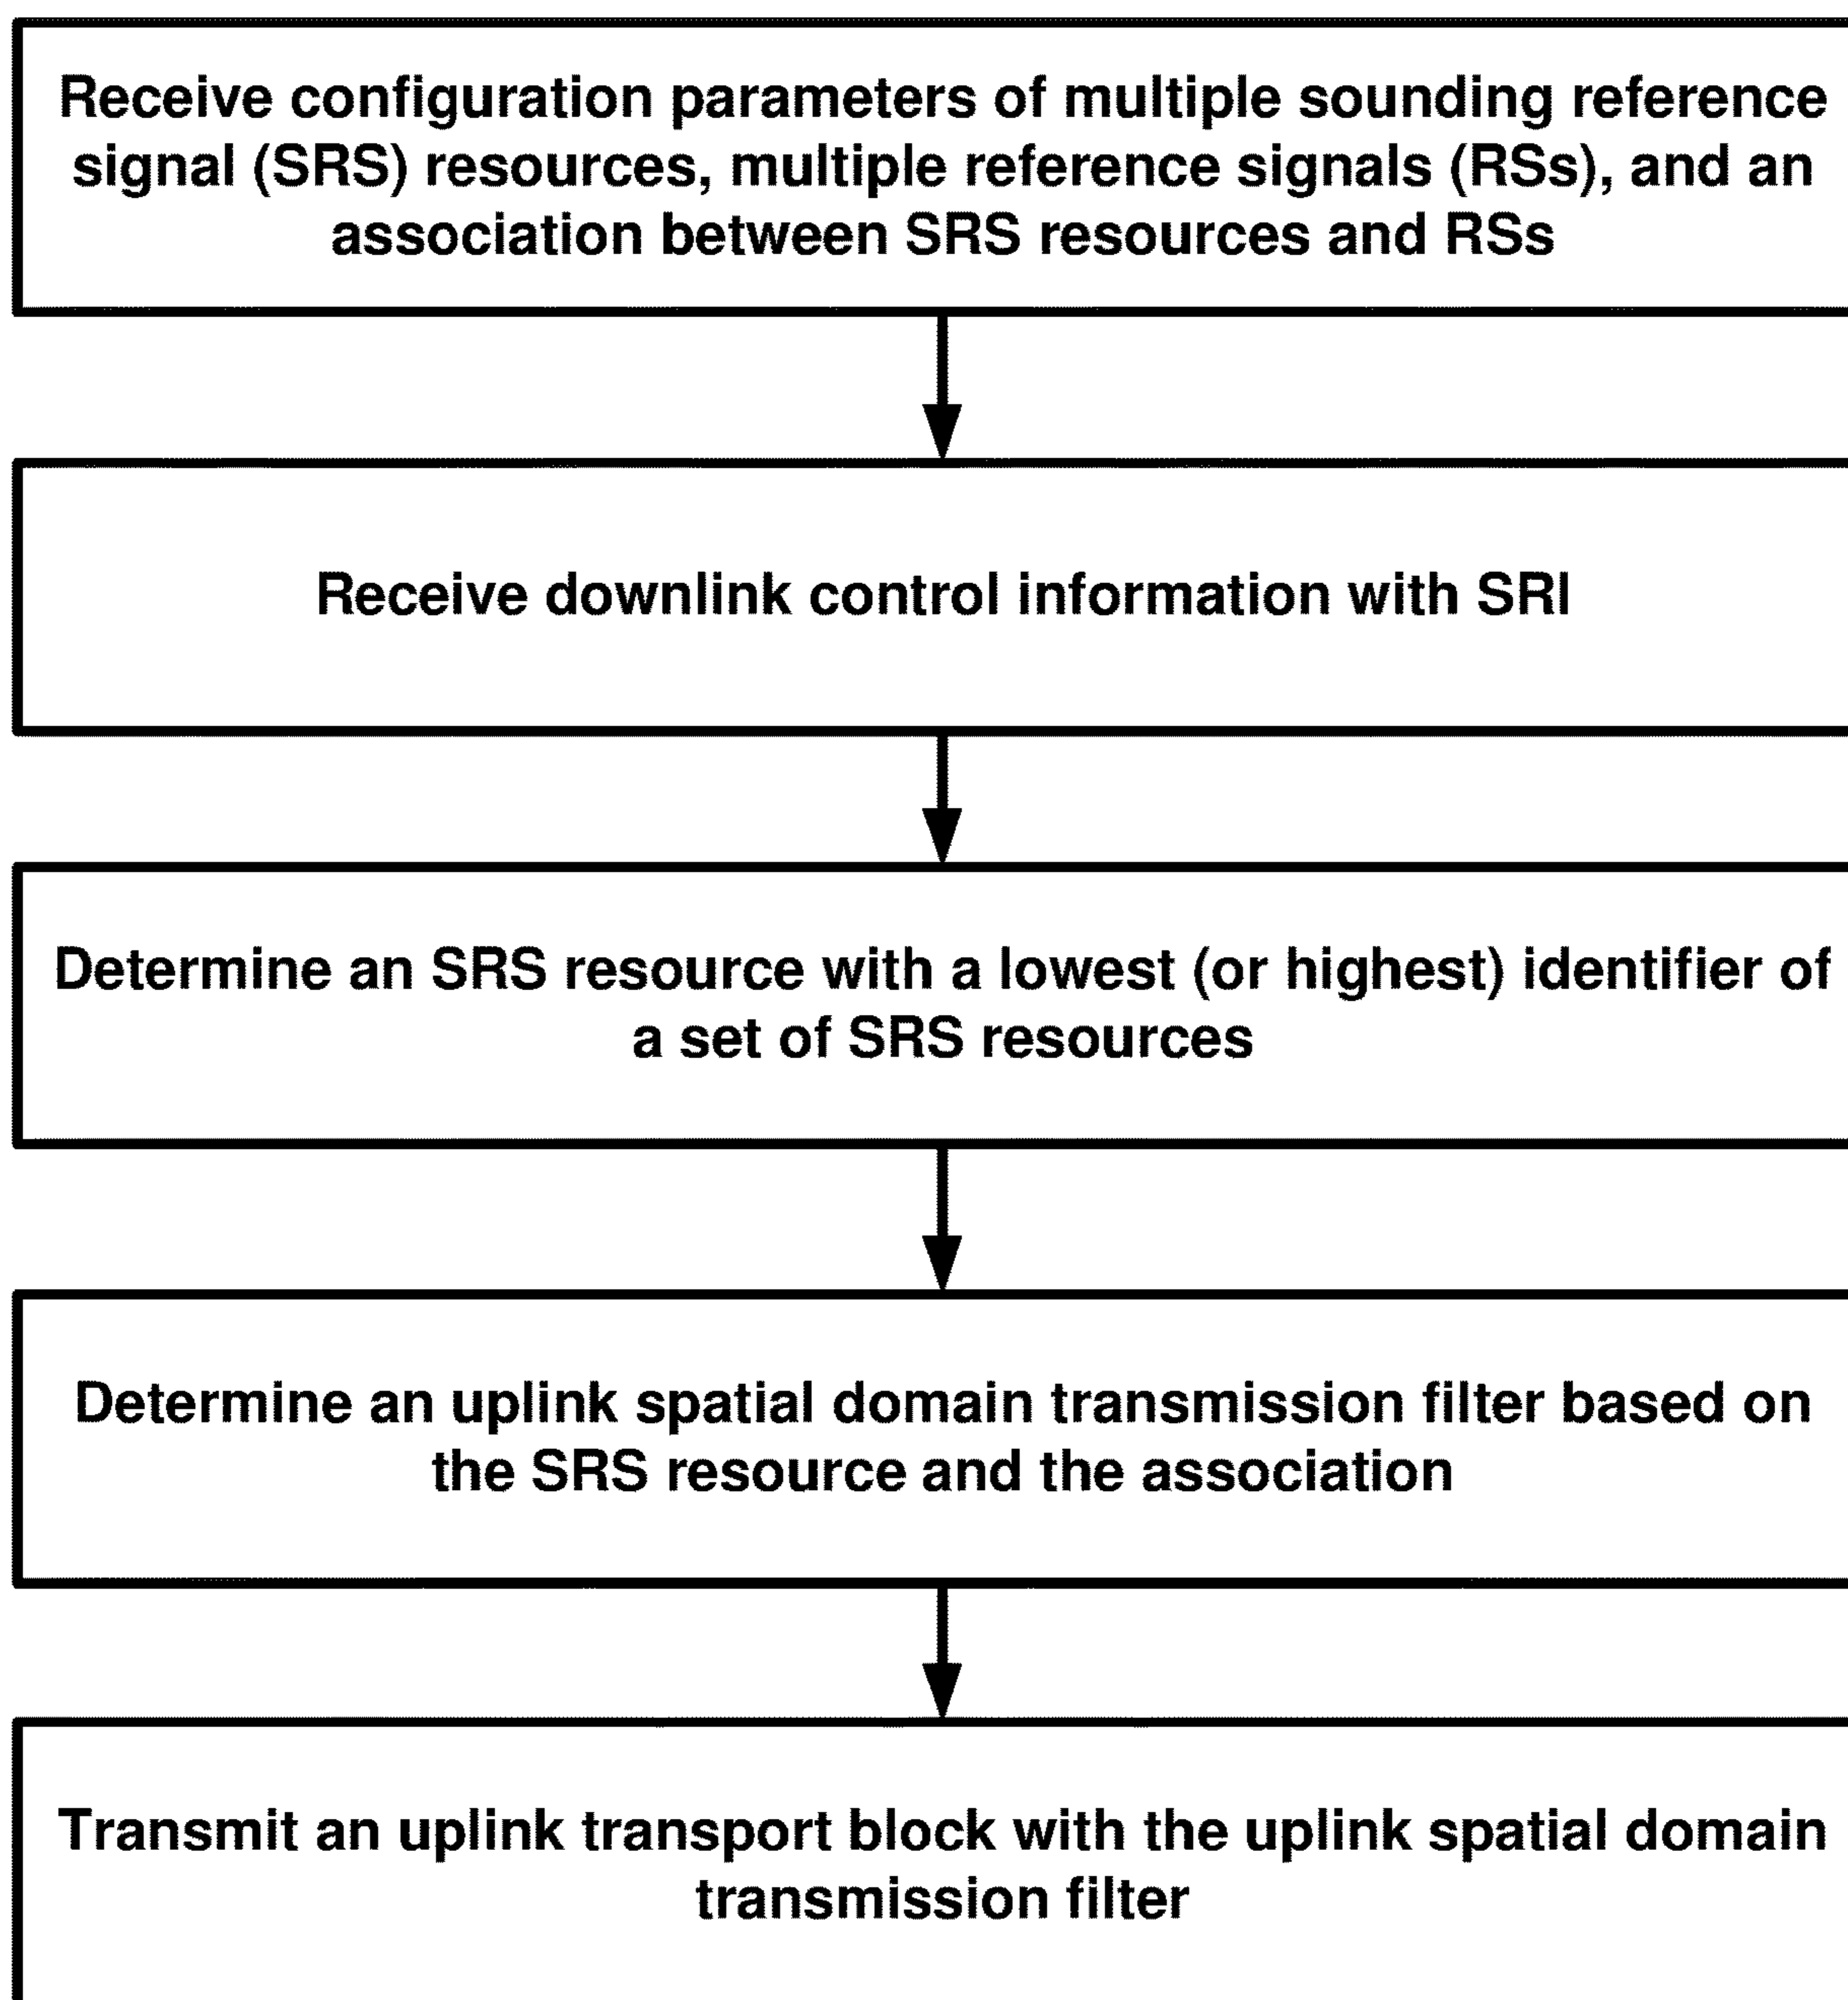 Receive configuration parameters of multiple sounding reference
signal (SRS) resources, multiple reference signals (RSs), and an
association between SRS resources and RSs
Receive downlink control information with SRI
Determine an SRS resource with a lowest (or highest) identifier of
a set of SRS resources
Determine an uplink spatial domain transmission filter based on
the SRS resource and the association
Transmit an uplink transport block with the uplink spatial domain
transmission filter